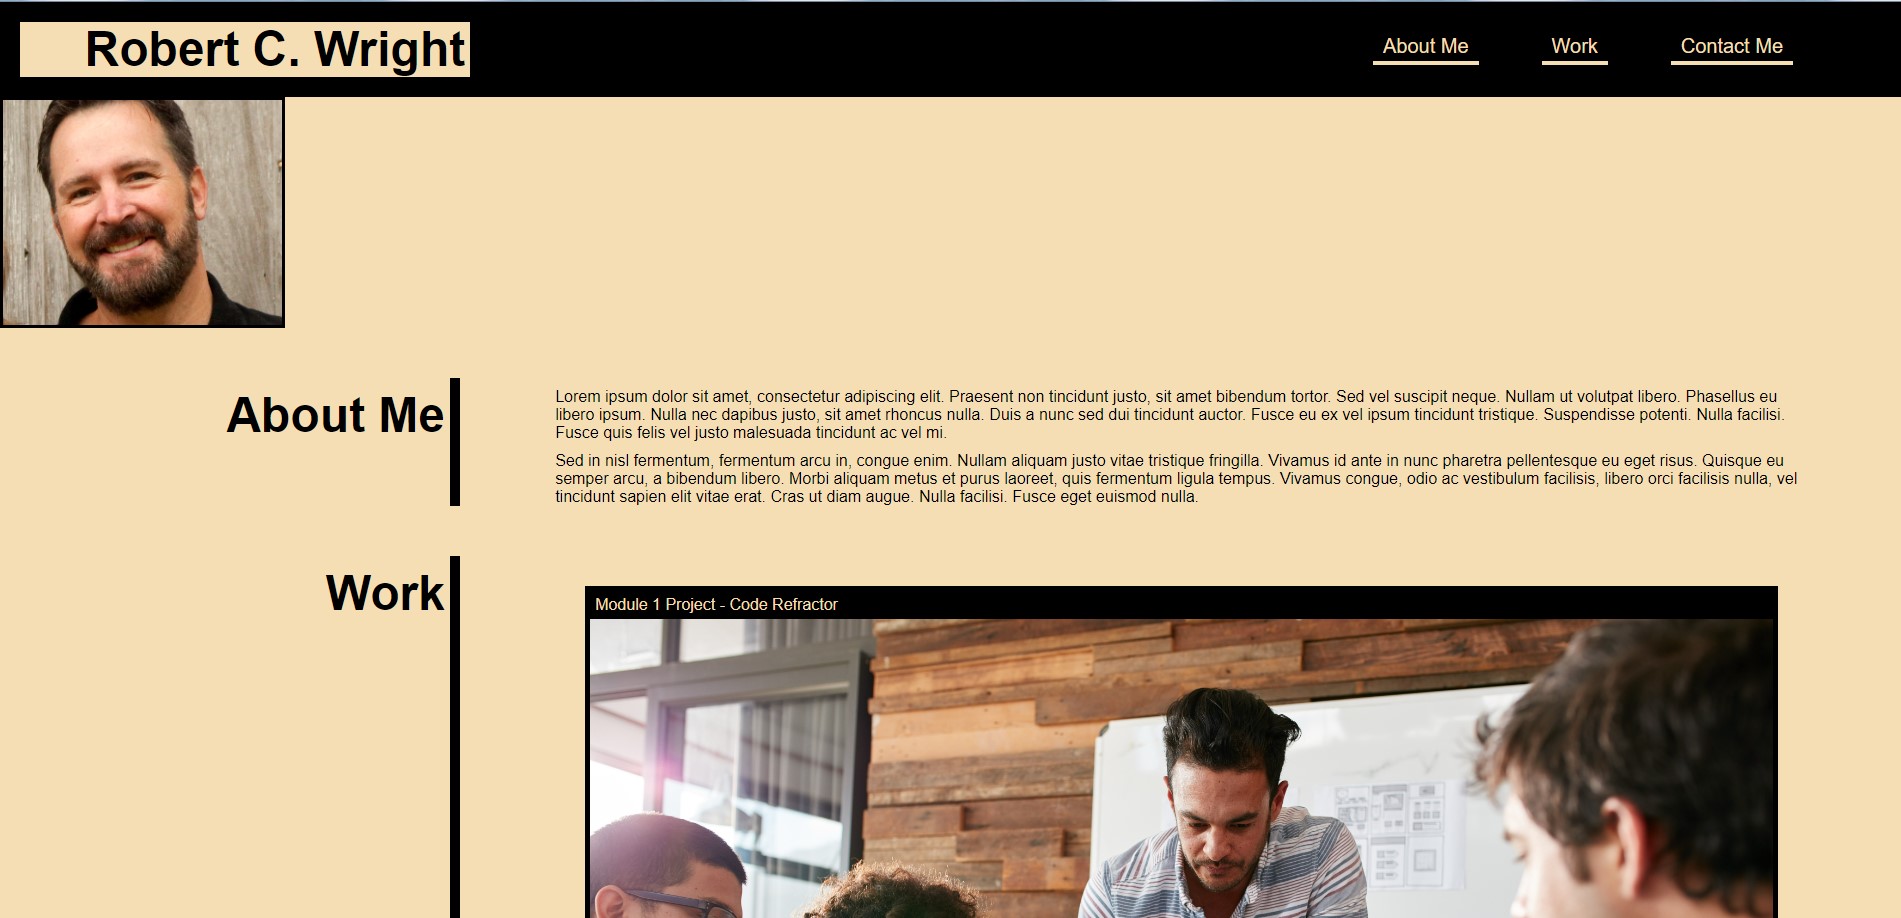 Robert C. Wright
About Me
Work
Contact Me
About Me
Lorem ipsum dolor sit amet, consectetur adipiscing elit. Praesent non tincidunt justo, sit amet bibendum tortor. Sed vel suscipit neque. Nullam ut volutpat libero. Phasellus eu
libero ipsum. Nulla nec dapibus justo, sit amet rhoncus nulla. Duis a nunc sed dui tincidunt auctor. Fusce eu ex vel ipsum tincidunt tristique. Suspendisse potenti. Nulla facilisi.
Fusce quis felis vel justo malesuada tincidunt ac vel mi.
Sed in nisl fermentum, fermentum arcu in, congue enim. Nullam aliquam justo vitae tristique fringilla. Vivamus id ante in nunc pharetra pellentesque eu eget risus. Quisque eu
semper arcu, a bibendum libero. Morbi aliquam metus et purus laoreet, quis fermentum ligula tempus. Vivamus congue, odio ac vestibulum facilisis, libero orci facilisis nulla, vel
tincidunt sapien elit vitae erat. Cras ut diam augue. Nulla facilisi. Fusce eget euismod nulla.
Work
Module 1 Project - Code Refractor